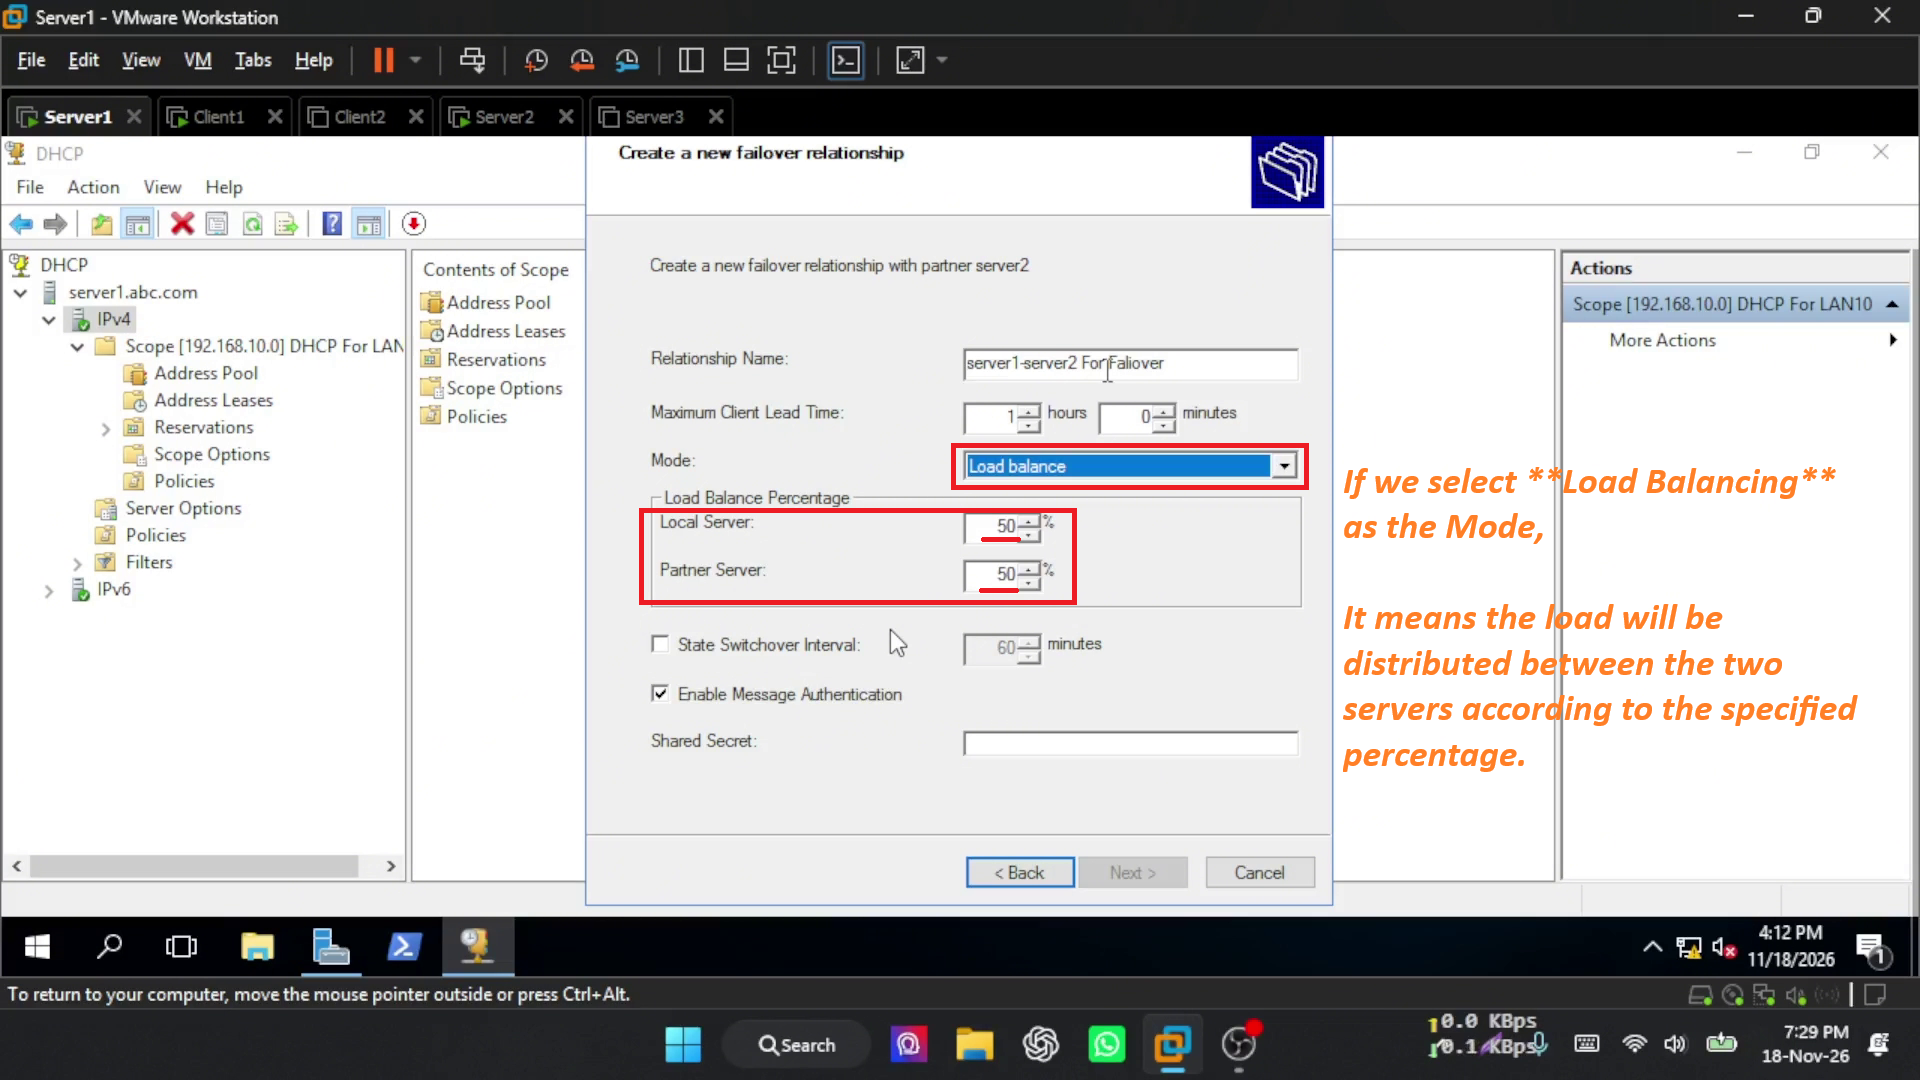 Server1 - VMware Workstation
File Edit View VM Tabs Help
Server1 Client1 Client2 Server2 Server3
DHCP
File Action View Help
DHCP
server1.abc.com
IPv4
Scope [192.168.10.0] DHCP For LAN
Address Pool
Address Leases
Reservations
Scope Options
Policies
Server Options
Policies
Filters
IPv6
Contents of Scope
Address Pool
Address Leases
Reservations
Scope Options
Policies
Create a new failover relationship
Create a new failover relationship with partner server2
Relationship Name: server1-server2 For Faliover
Maximum Client Lead Time: 1 hours 0 minutes
Mode: Load balance
Load Balance Percentage
Local Server: 50 %
Partner Server: 50 %
State Switchover Interval: 60 minutes
Enable Message Authentication
Shared Secret:
< Back Next > Cancel
Actions
Scope [192.168.10.0] DHCP For LAN10
More Actions
If we select **Load Balancing**
as the Mode,
It means the load will be
distributed between the two
servers according to the specified
percentage.
4:12 PM
11/18/2026
1
To return to your computer, move the mouse pointer outside or press Ctrl+Alt.
Search
0.0 KBps
0.1 KBps
7:29 PM
18-Nov-26